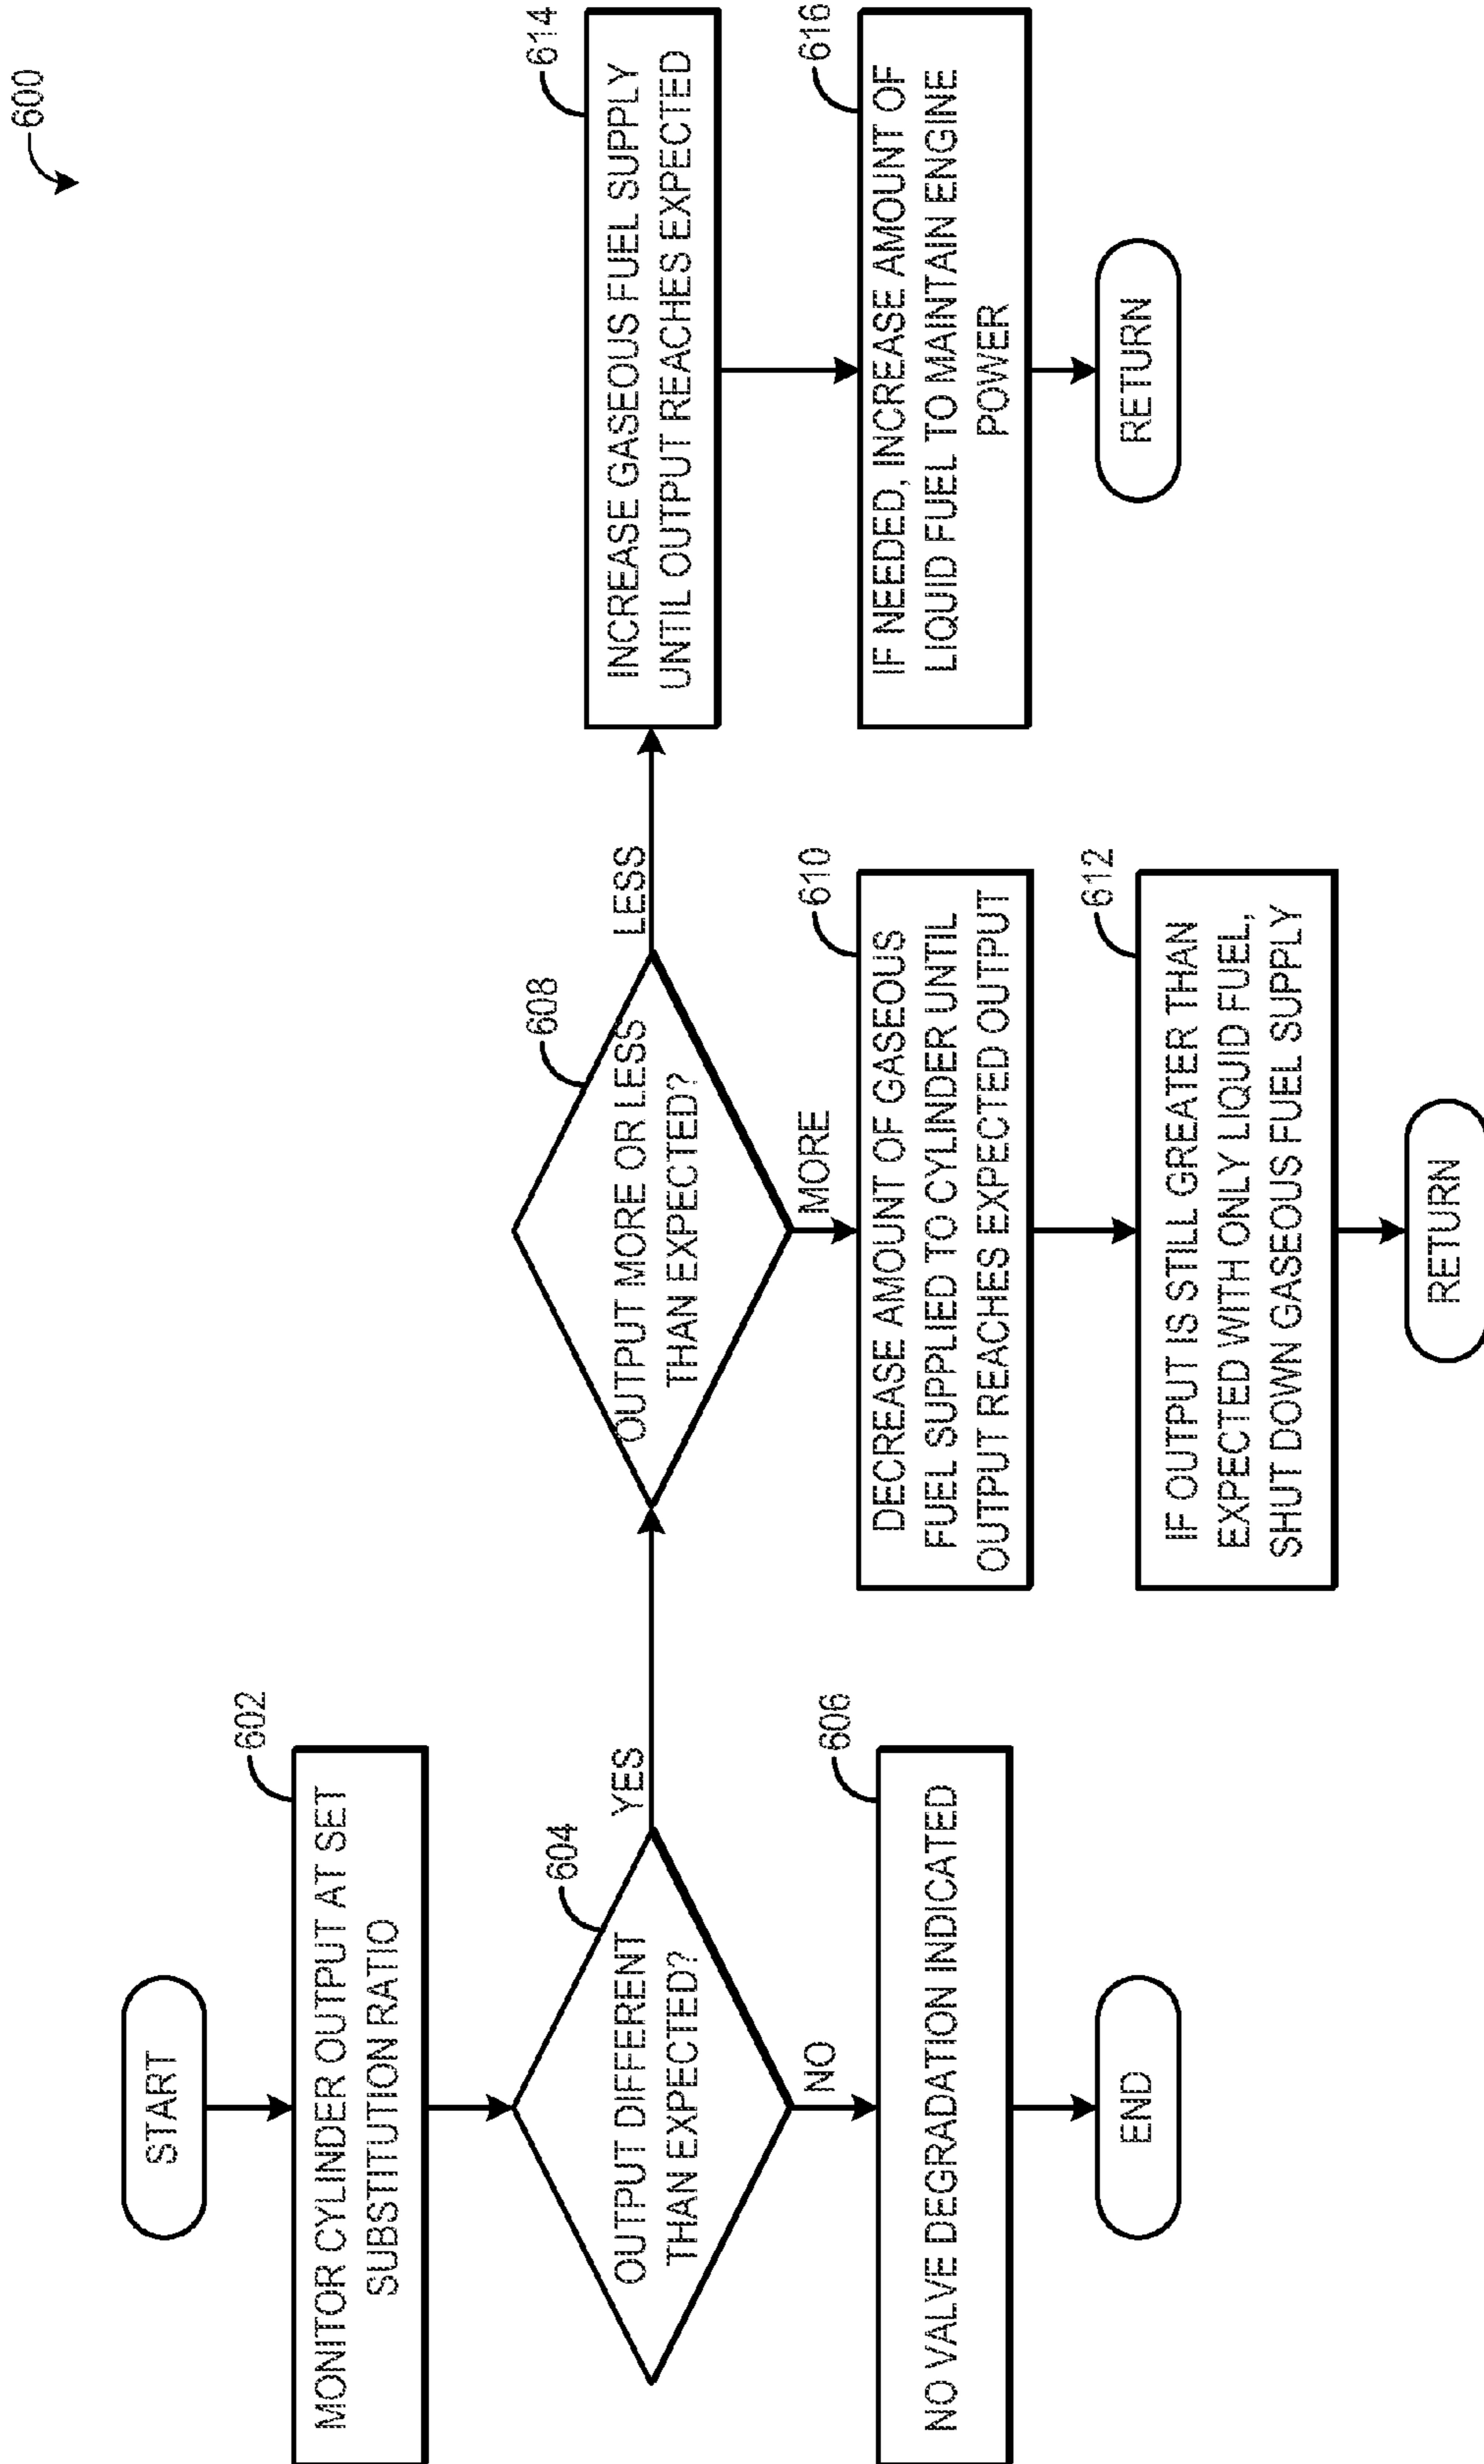 600
START
602
MONITOR CYLINDER OUTPUT AT SET
SUBSTITUTION RATIO
604
OUTPUT DIFFERENT
THAN EXPECTED?
YES
NO
606
NO VALVE DEGRADATION INDICATED
END
608
OUTPUT MORE OR LESS
THAN EXPECTED?
LESS
MORE
610
DECREASE AMOUNT OF GASEOUS
FUEL SUPPLIED TO CYLINDER UNTIL
OUTPUT REACHES EXPECTED OUTPUT
612
IF OUTPUT IS STILL GREATER THAN
EXPECTED WITH ONLY LIQUID FUEL,
SHUT DOWN GASEOUS FUEL SUPPLY
RETURN
614
INCREASE GASEOUS FUEL SUPPLY
UNTIL OUTPUT REACHES EXPECTED
616
IF NEEDED, INCREASE AMOUNT OF
LIQUID FUEL TO MAINTAIN ENGINE
POWER
RETURN